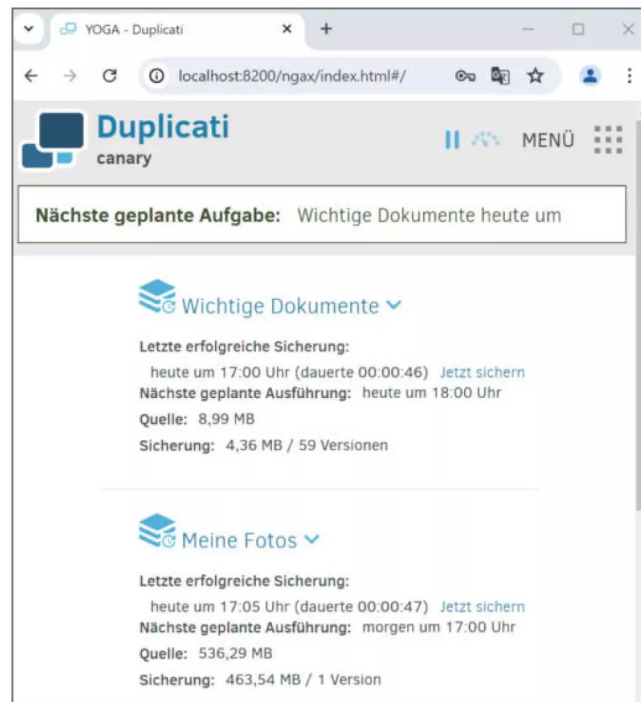 YOGA - Duplicati
localhost:8200/ngax/index.html#/
Duplicati
canary
MENÜ
Nächste geplante Aufgabe: Wichtige Dokumente heute um
Wichtige Dokumente
Letzte erfolgreiche Sicherung:
heute um 17:00 Uhr (dauerte 00:00:46) Jetzt sichern
Nächste geplante Ausführung: heute um 18:00 Uhr
Quelle: 8,99 MB
Sicherung: 4,36 MB / 59 Versionen
Meine Fotos
Letzte erfolgreiche Sicherung:
heute um 17:05 Uhr (dauerte 00:00:47) Jetzt sichern
Nächste geplante Ausführung: morgen um 17:00 Uhr
Quelle: 536,29 MB
Sicherung: 463,54 MB / 1 Version